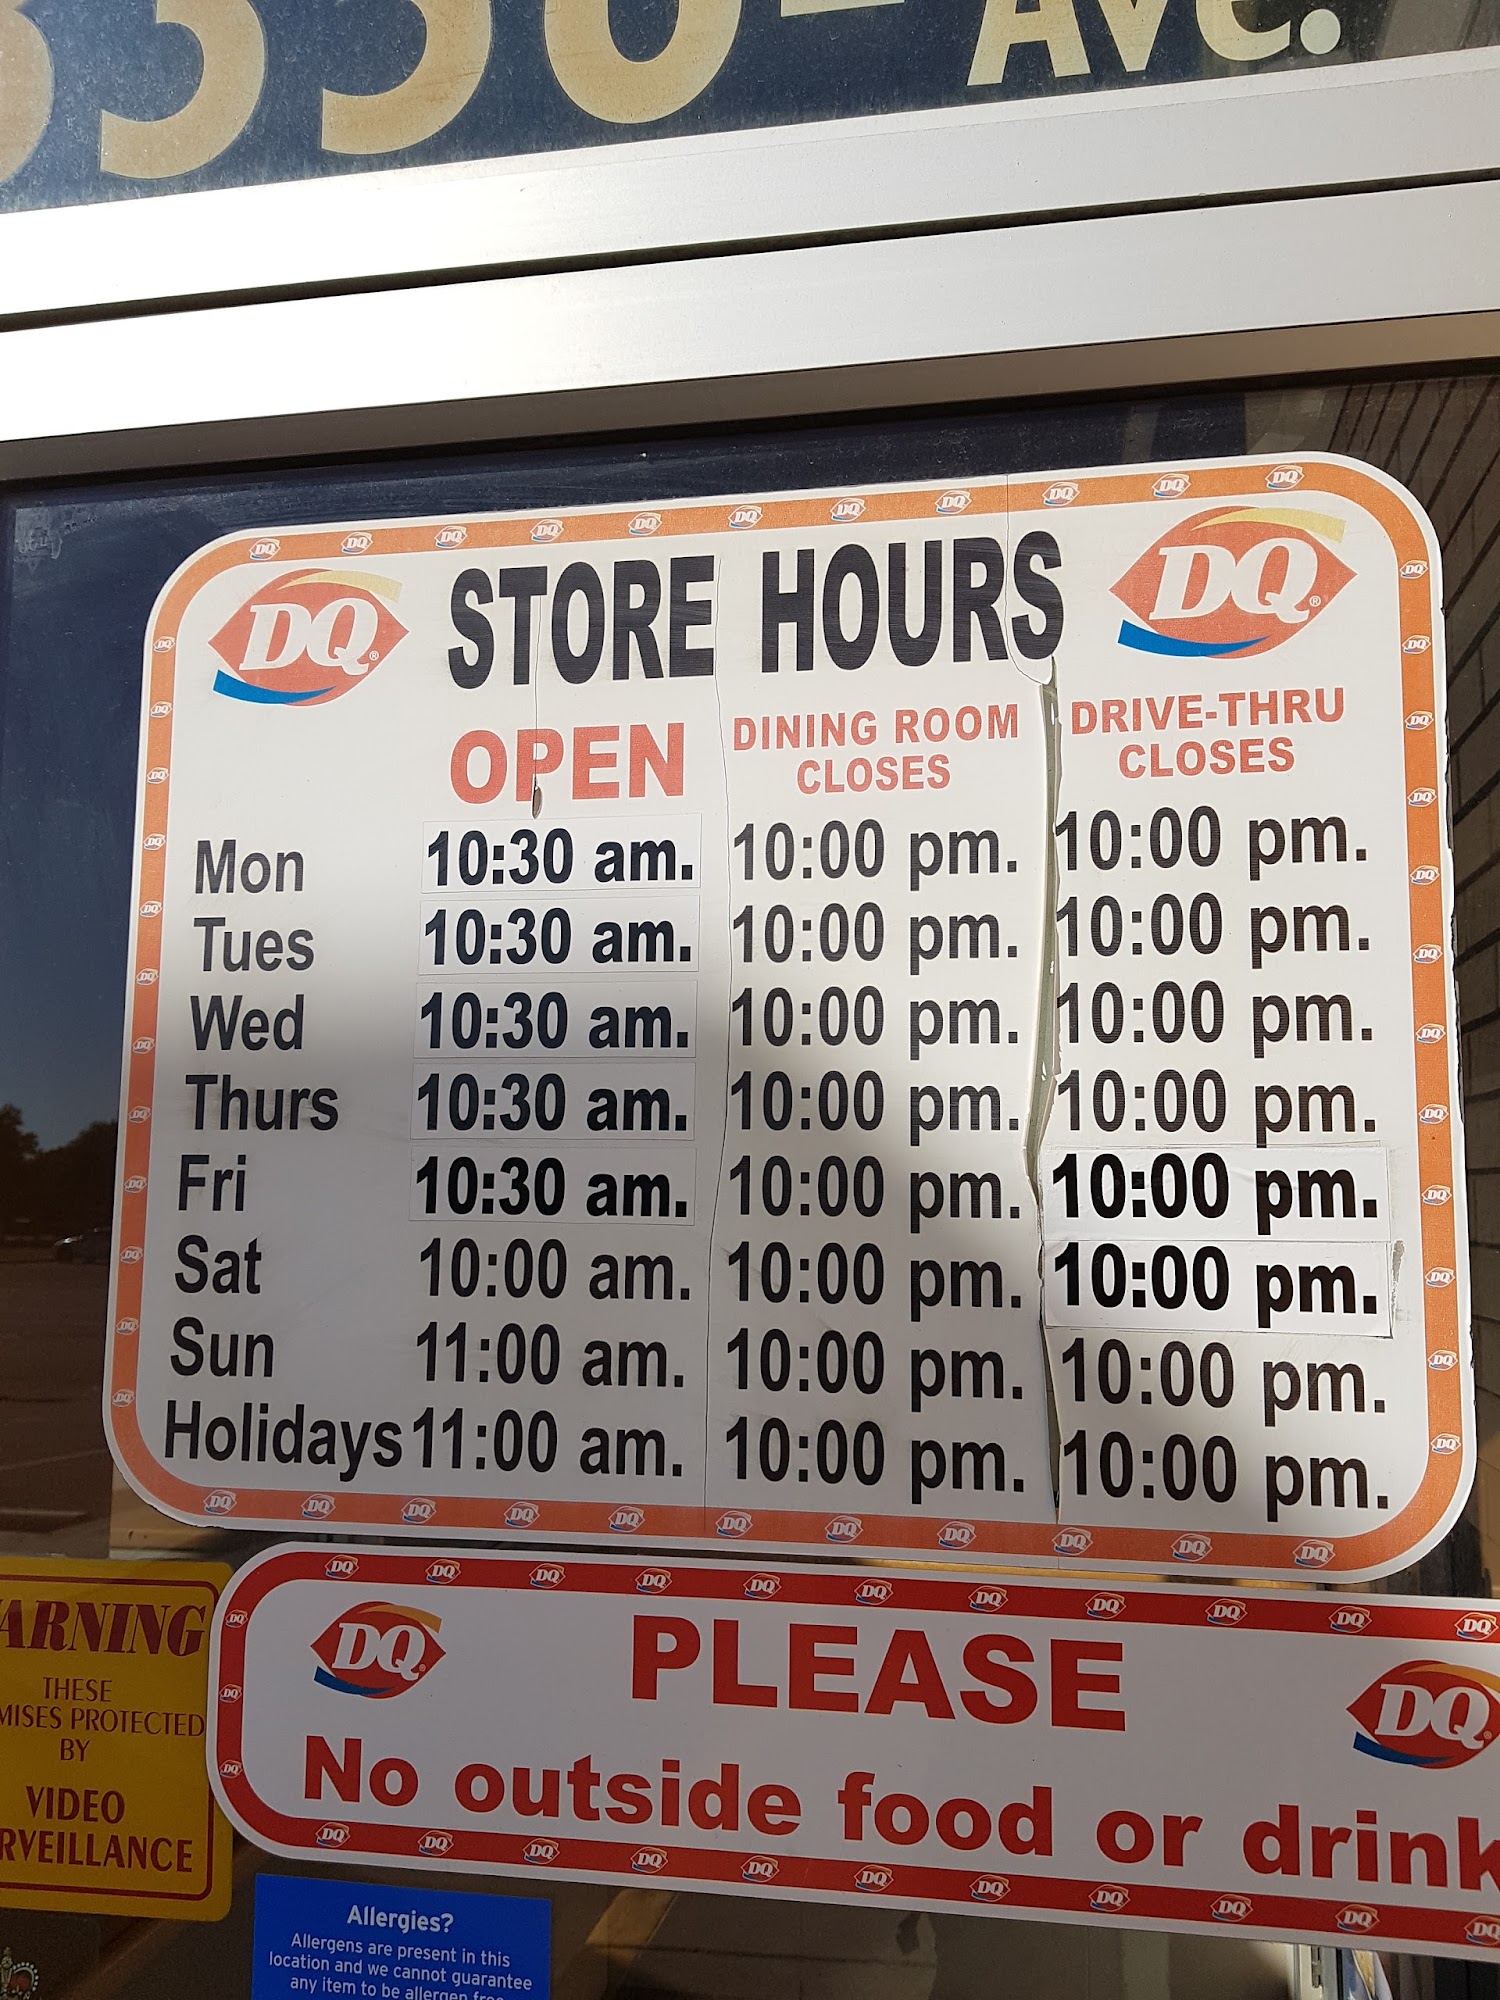 Ave.
DQ STORE HOURS DQ
OPEN DINING ROOM CLOSES DRIVE-THRU CLOSES
Mon 10:30 am. 10:00 pm. 10:00 pm.
Tues 10:30 am. 10:00 pm. 10:00 pm.
Wed 10:30 am. 10:00 pm. 10:00 pm.
Thurs 10:30 am. 10:00 pm. 10:00 pm.
Fri 10:30 am. 10:00 pm. 10:00 pm.
Sat 10:00 am. 10:00 pm. 10:00 pm.
Sun 11:00 am. 10:00 pm. 10:00 pm.
Holidays 11:00 am. 10:00 pm. 10:00 pm.
DQ PLEASE DQ
No outside food or drink
ARNING
THESE
MISES PROTECTED
BY
VIDEO
RVEILLANCE
Allergies?
Allergens are present in this
location and we cannot guarantee
any item to be allergen free